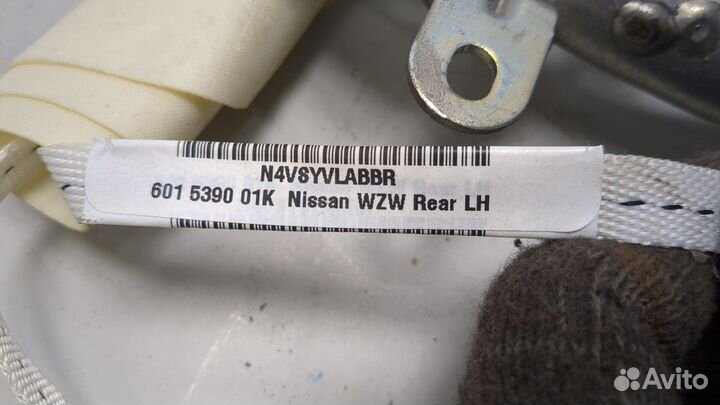 N4VSYVLABBR
601 5390 01K Nissan WZW Rear LH
Avito